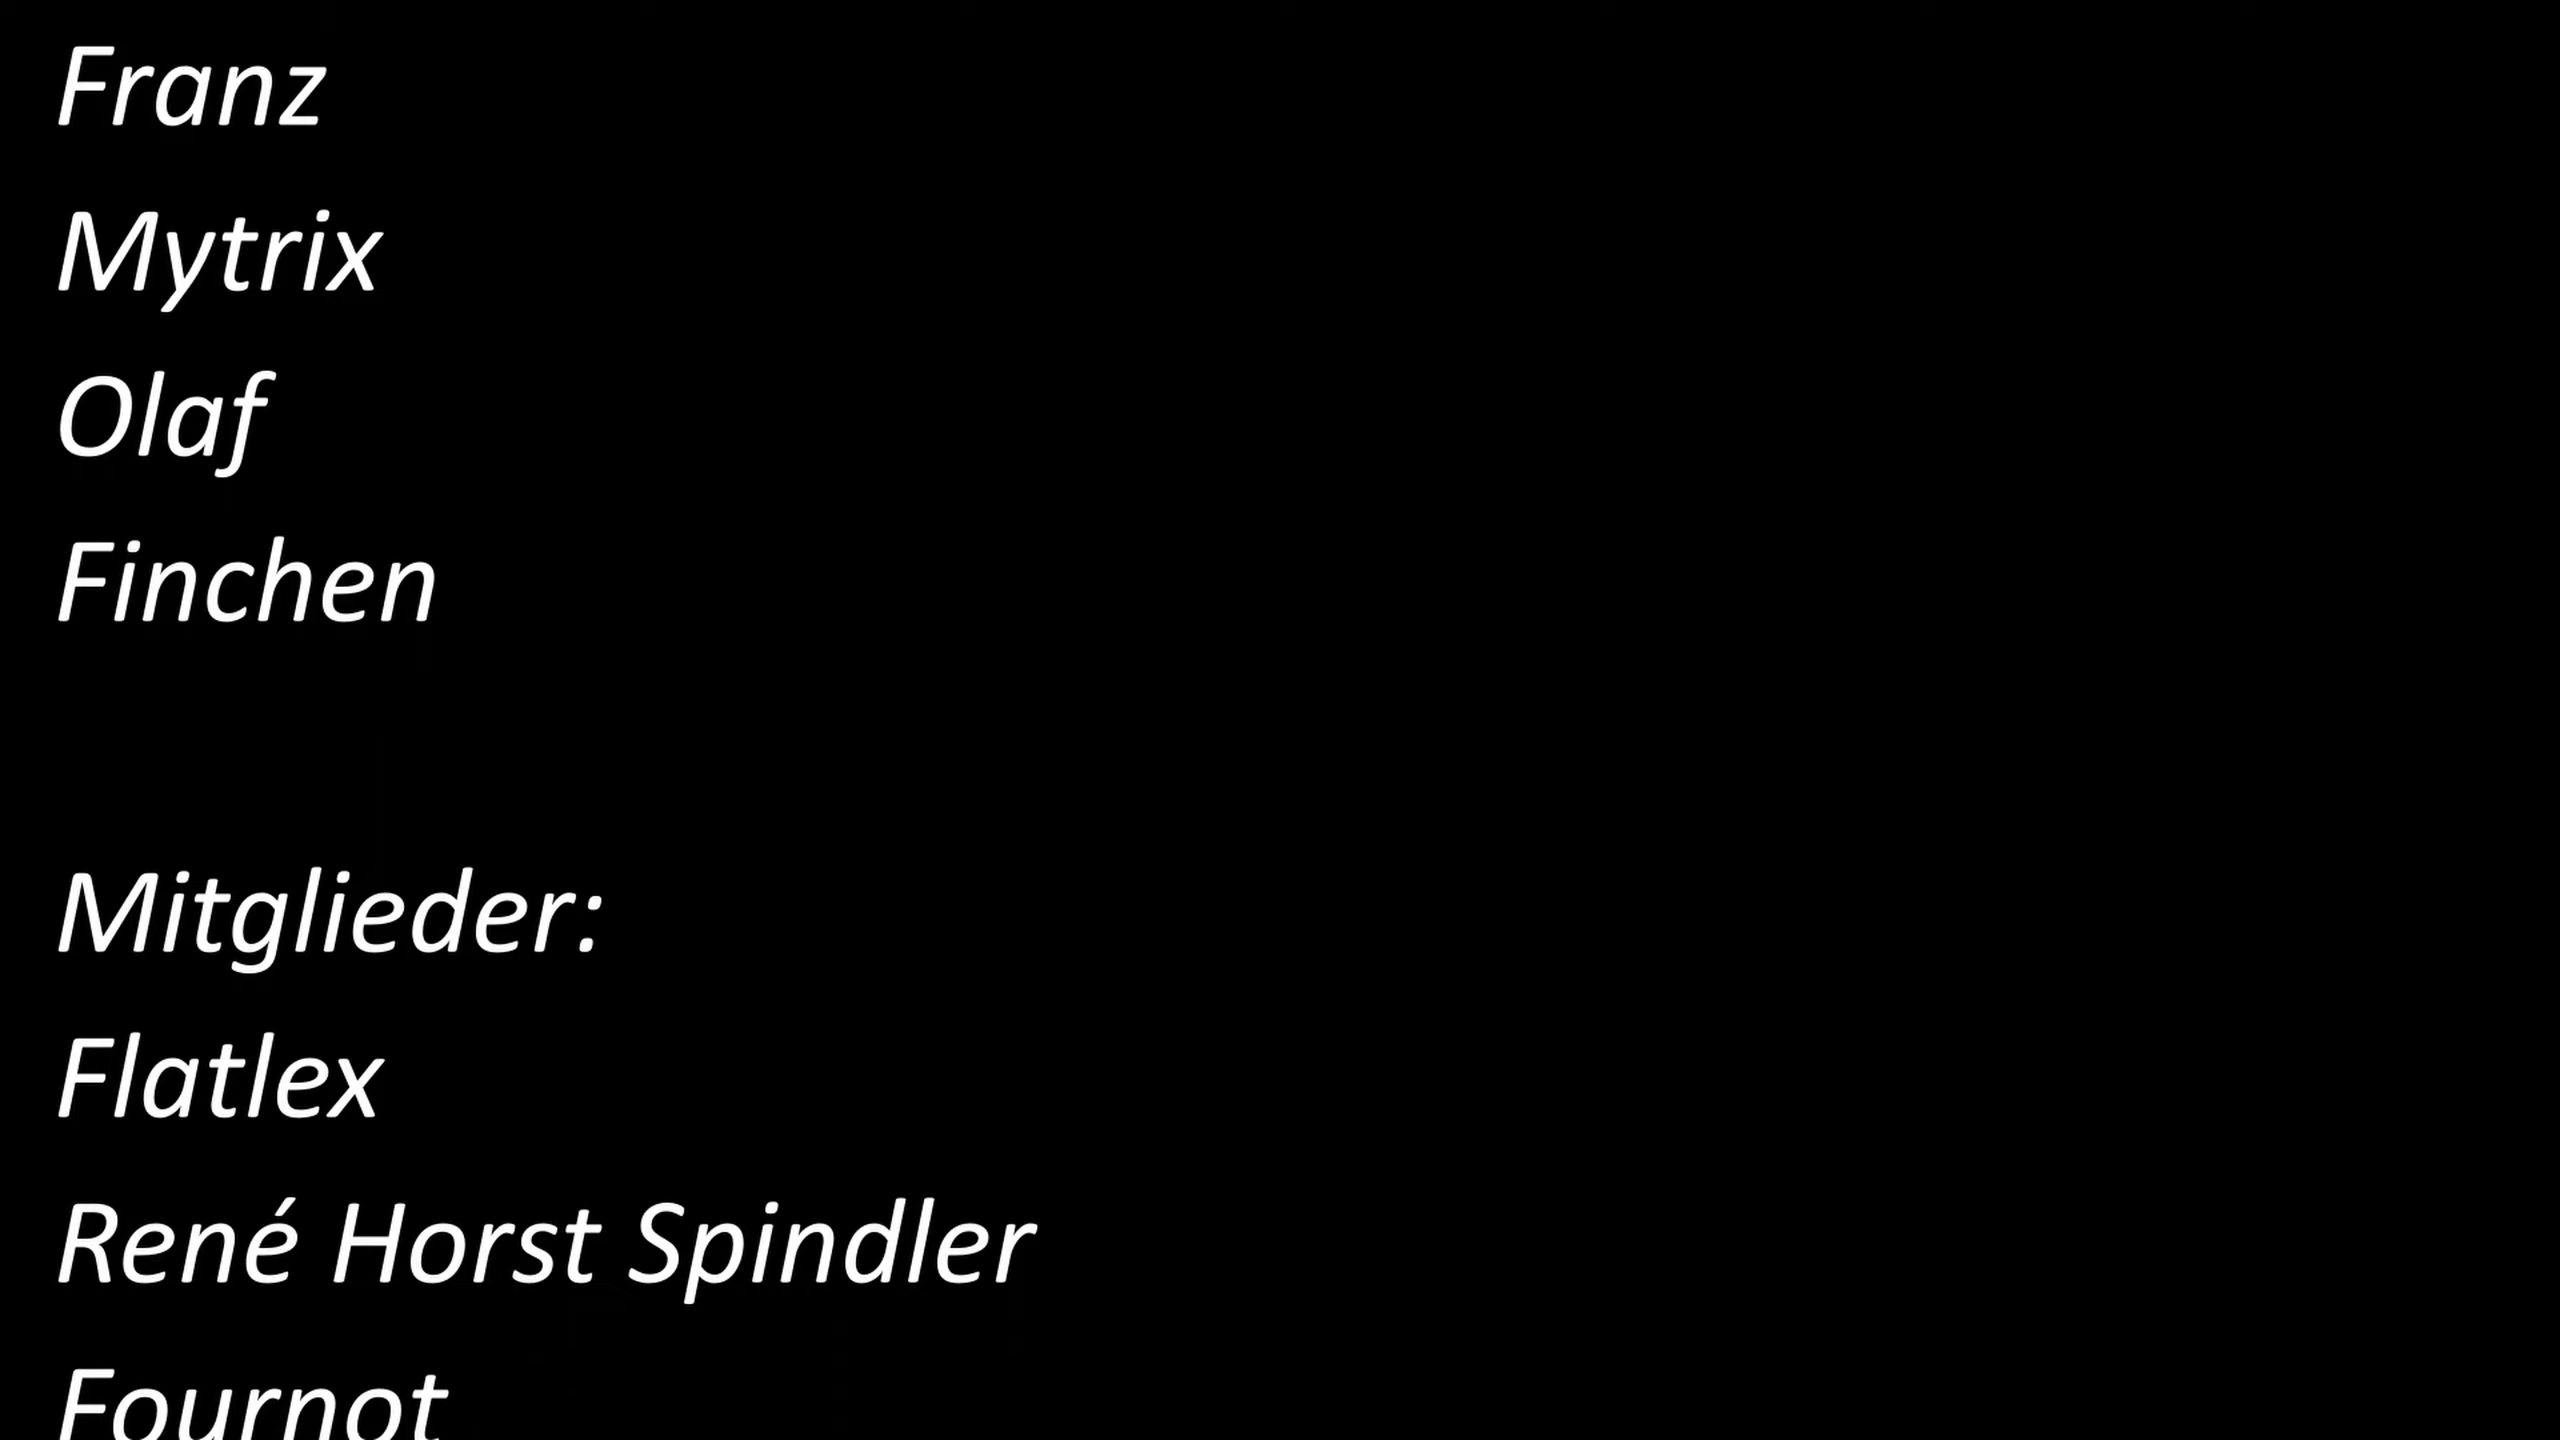 Franz
Mytrix
Olaf
Finchen
Mitglieder:
Flatlex
René Horst Spindler
Fournot